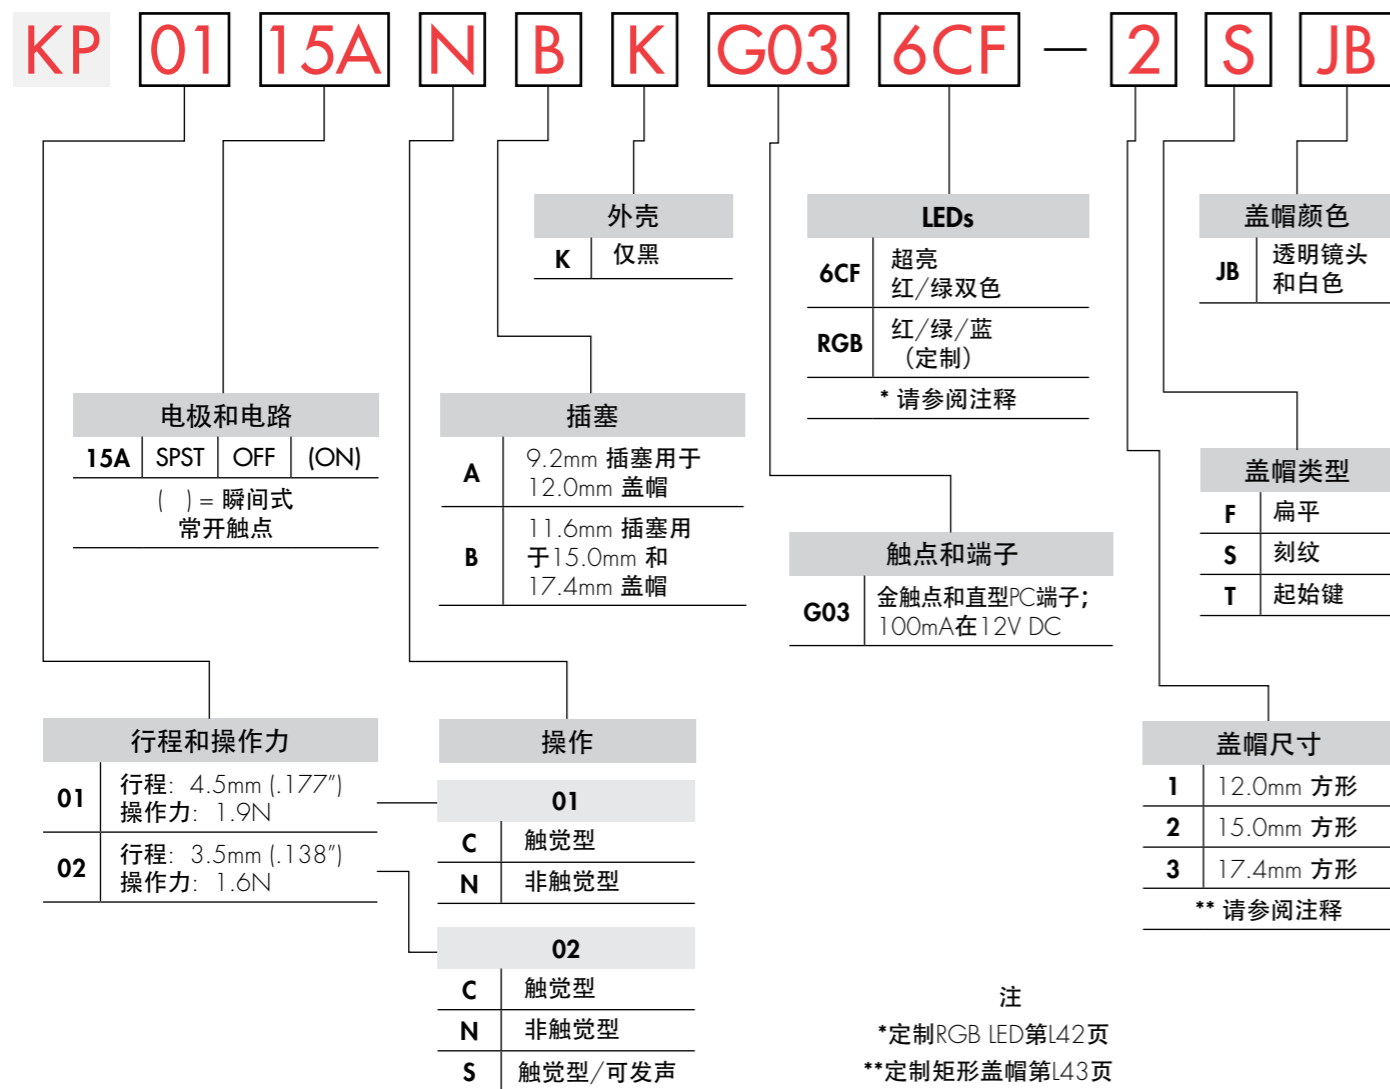 KP 01 15A N B K G03 6CF — 2 S JB
外壳
K 仅黑
LEDs
6CF 超亮
红/绿双色
RGB 红/绿/蓝
(定制)
* 请参阅注释
盖帽颜色
JB 透明镜头
和白色
电极和电路
15A SPST OFF (ON)
( ) = 瞬间式
常开触点
插塞
A 9.2mm 插塞用于
12.0mm 盖帽
B 11.6mm 插塞用
于15.0mm 和
17.4mm 盖帽
盖帽类型
F 扁平
S 刻纹
T 起始键
触点和端子
G03 金触点和直型PC端子;
100mA在12V DC
行程和操作力
01 行程: 4.5mm (.177")
操作力: 1.9N
02 行程: 3.5mm (.138")
操作力: 1.6N
操作
01
C 触觉型
N 非触觉型
02
C 触觉型
N 非触觉型
S 触觉型/可发声
盖帽尺寸
1 12.0mm 方形
2 15.0mm 方形
3 17.4mm 方形
** 请参阅注释
注
*定制RGB LED第L42页
**定制矩形盖帽第L43页